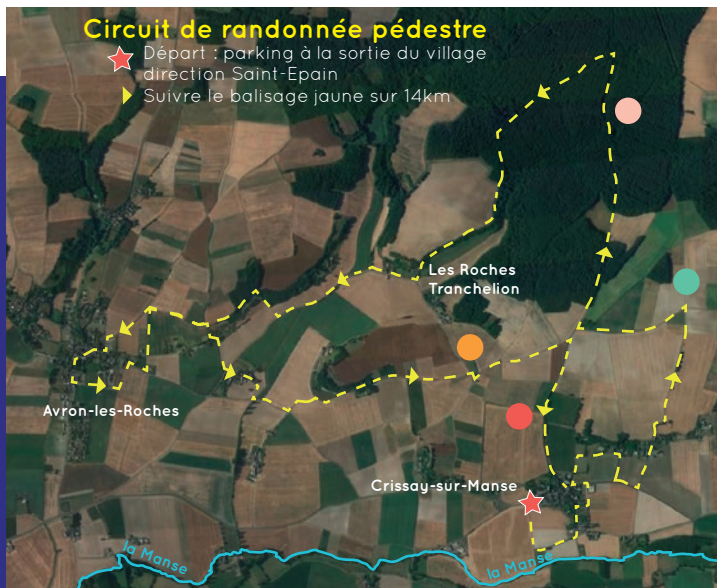 Circuit de randonnée pédestre
Départ : parking à la sortie du village
direction Saint-Epain
Suivre le balisage jaune sur 14km
Les Roches
Tranchelion
Avron-les-Roches
Crissay-sur-Manse
la Manse
la Manse